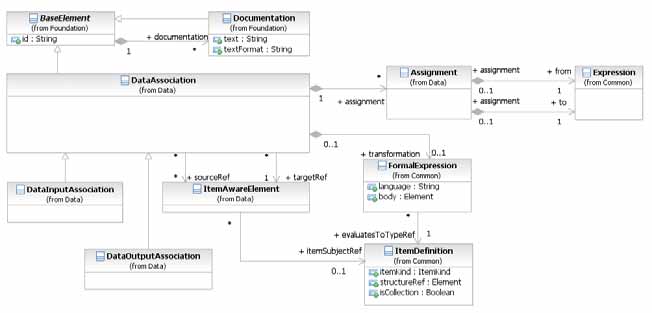 BaseElement
(from Foundation)
id : String
Documentation
(from Foundation)
text : String
textFormat : String
+ documentation
1
*
DataAssociation
(from Data)
*
1
+ assignment
Assignment
(from Data)
+ assignment
0..1
+ from
1
+ assignment
0..1
+ to
1
Expression
(from Common)
0..1
+ transformation
0..1
*
*
+ sourceRef
*
1
+ targetRef
DataInputAssociation
(from Data)
ItemAwareElement
(from Data)
FormalExpression
(from Common)
language : String
body : Element
*
*
1
+ evaluatesToTypeRef
+ itemSubjectRef
0..1
DataOutputAssociation
(from Data)
ItemDefinition
(from Common)
itemKind : ItemKind
structureRef : Element
isCollection : Boolean